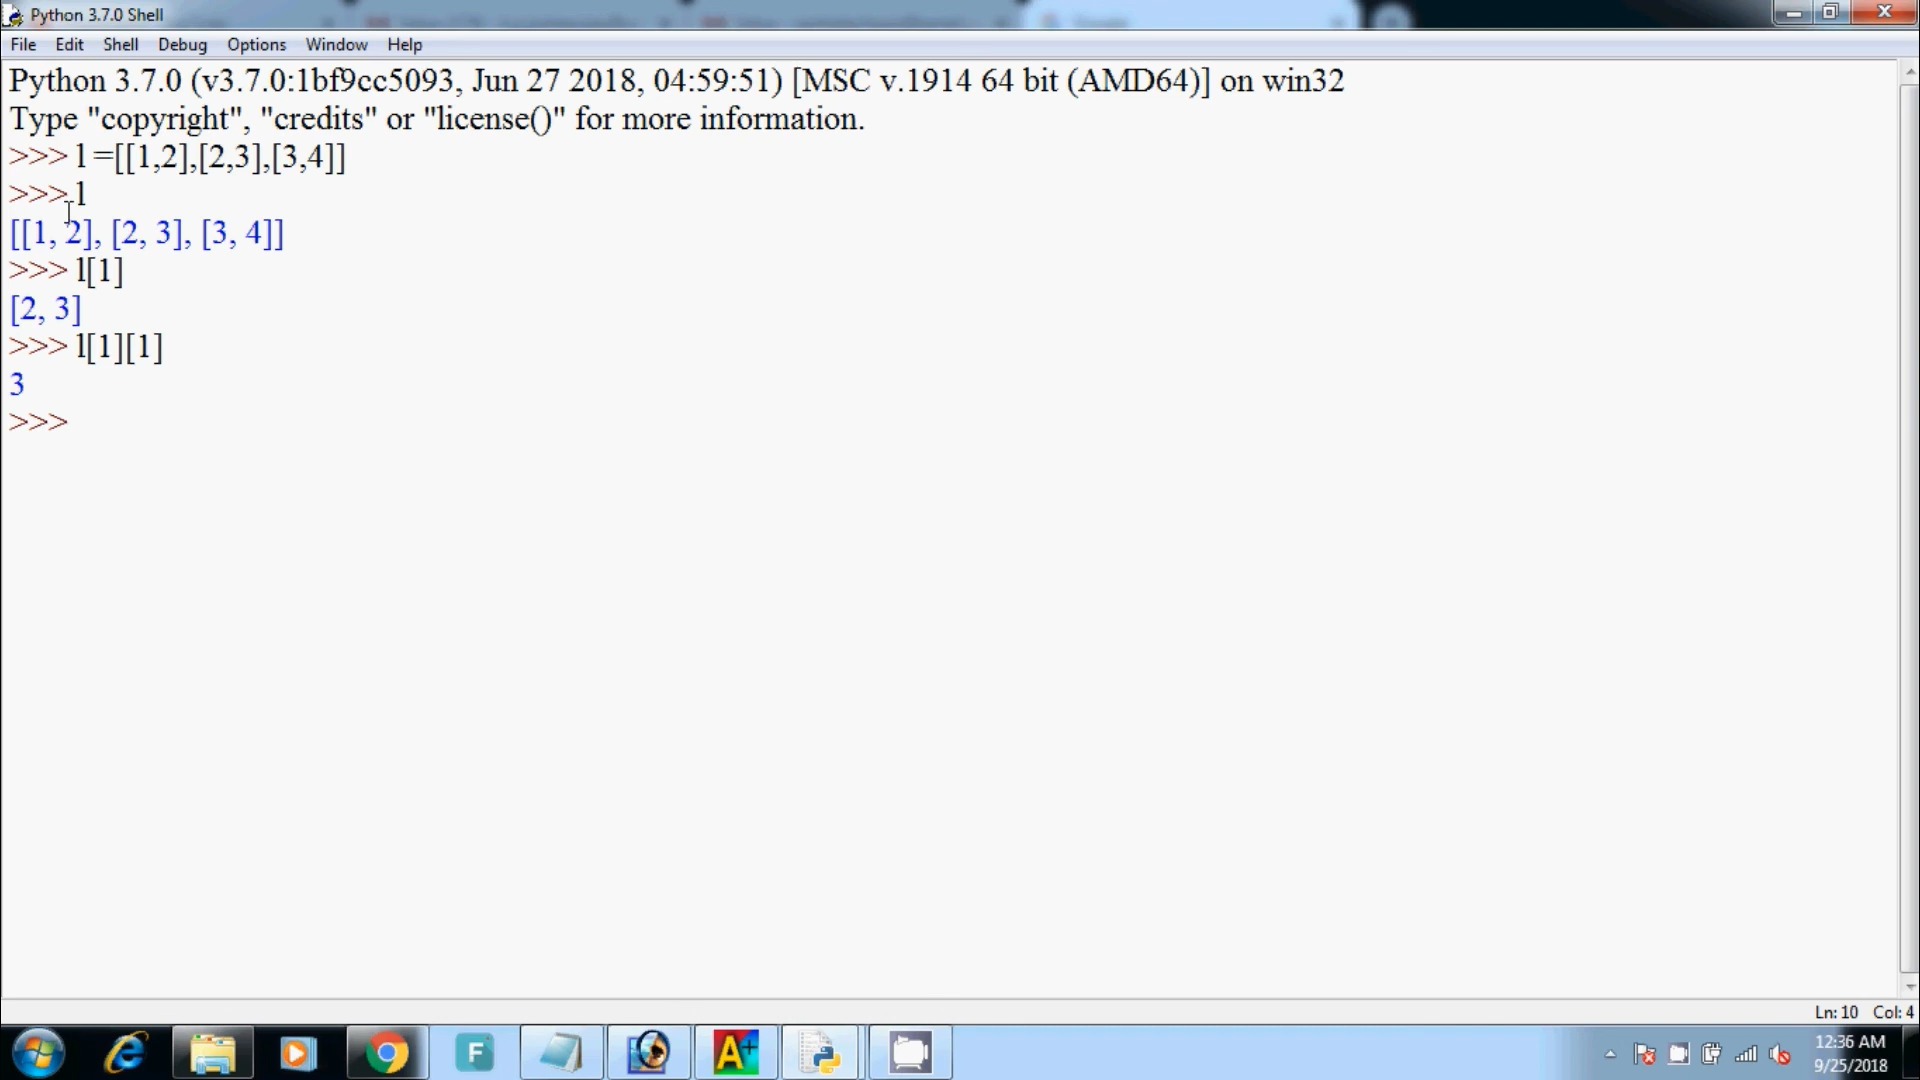 Python 3.7.0 Shell
File Edit Shell Debug Options Window Help
Python 3.7.0 (v3.7.0:1bf9cc5093, Jun 27 2018, 04:59:51) [MSC v.1914 64 bit (AMD64)] on win32
Type "copyright", "credits" or "license()" for more information.
>>> l =[[1,2],[2,3],[3,4]]
>>> l
[[1, 2], [2, 3], [3, 4]]
>>> l[1]
[2, 3]
>>> l[1][1]
3
>>>
Ln: 10 Col: 4
F A+
12:36 AM
9/25/2018